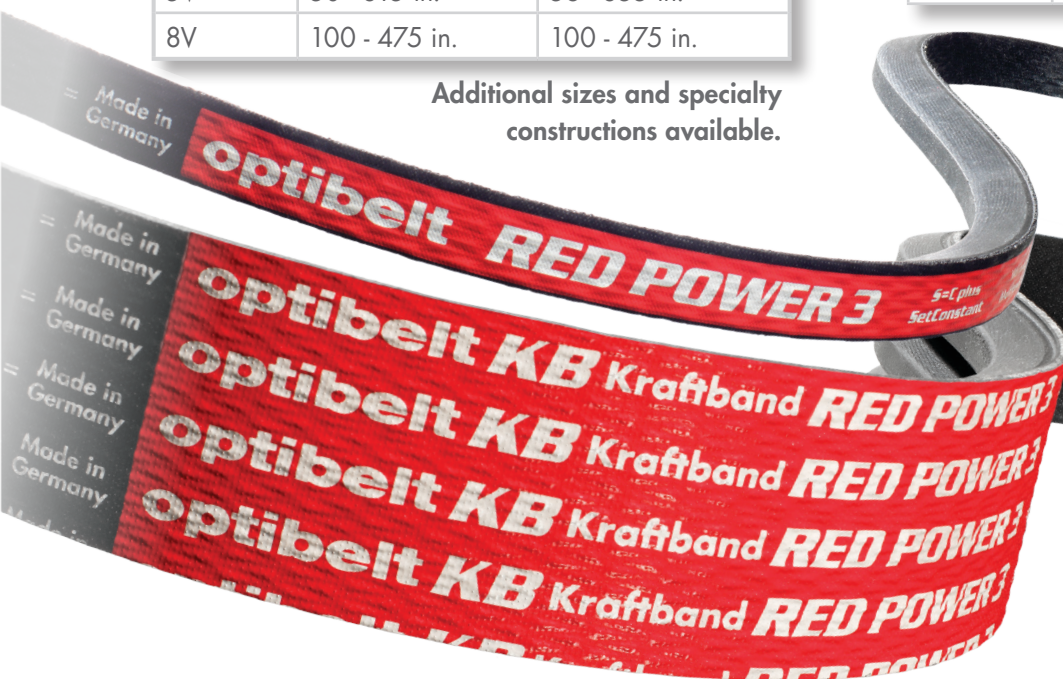 8V 100 - 475 in. 100 - 475 in.
Additional sizes and specialty
constructions available.
= Made in
Germany
optibelt RED POWER 3 S=C plus
SetConstant
= Made in
Germany
optibelt KB Kraftband RED POWER 3
= Made in
Germany
optibelt KB Kraftband RED POWER 3
= Made in
Germany
optibelt KB Kraftband RED POWER 3
Made in
Germany
optibelt KB Kraftband RED POWER 3